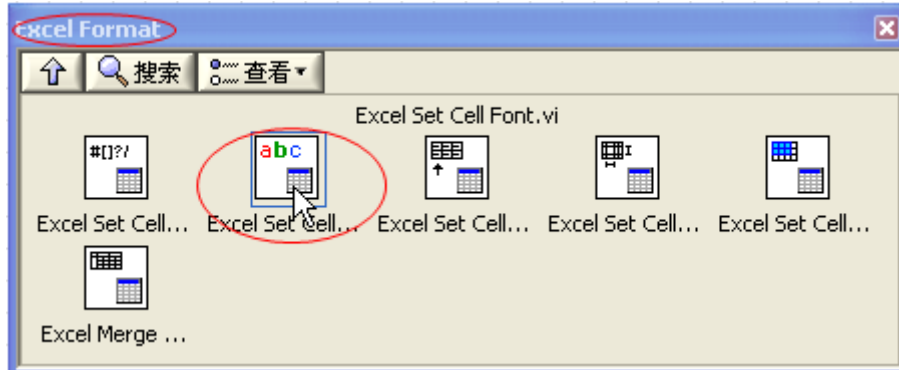 Excel Format
搜索 查看
Excel Set Cell Font.vi
#[]?/ abc
Excel Set Cell... Excel Set Cell... Excel Set Cell... Excel Set Cell... Excel Set Cell...
Excel Merge ...